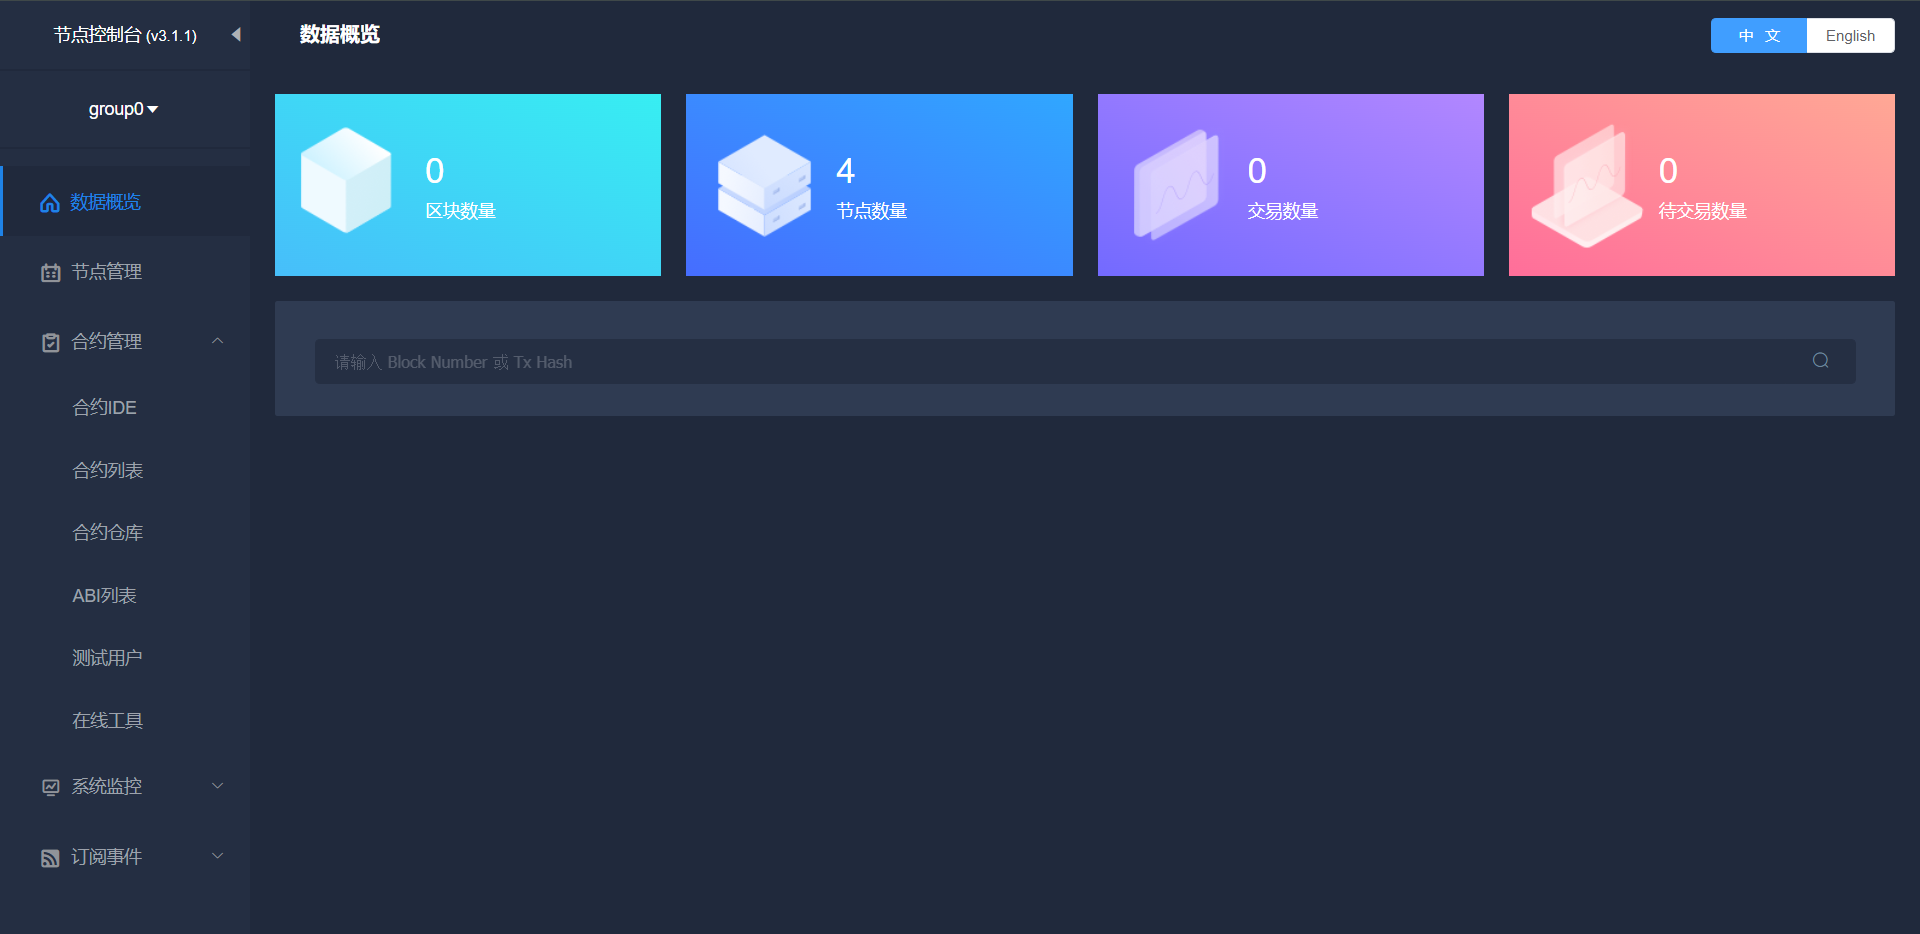 节点控制台 (v3.1.1)
group0
数据概览
节点管理
合约管理
合约IDE
合约列表
合约仓库
ABI列表
测试用户
在线工具
系统监控
订阅事件
数据概览
中 文
English
0
区块数量
4
节点数量
0
交易数量
0
待交易数量
请输入 Block Number 或 Tx Hash